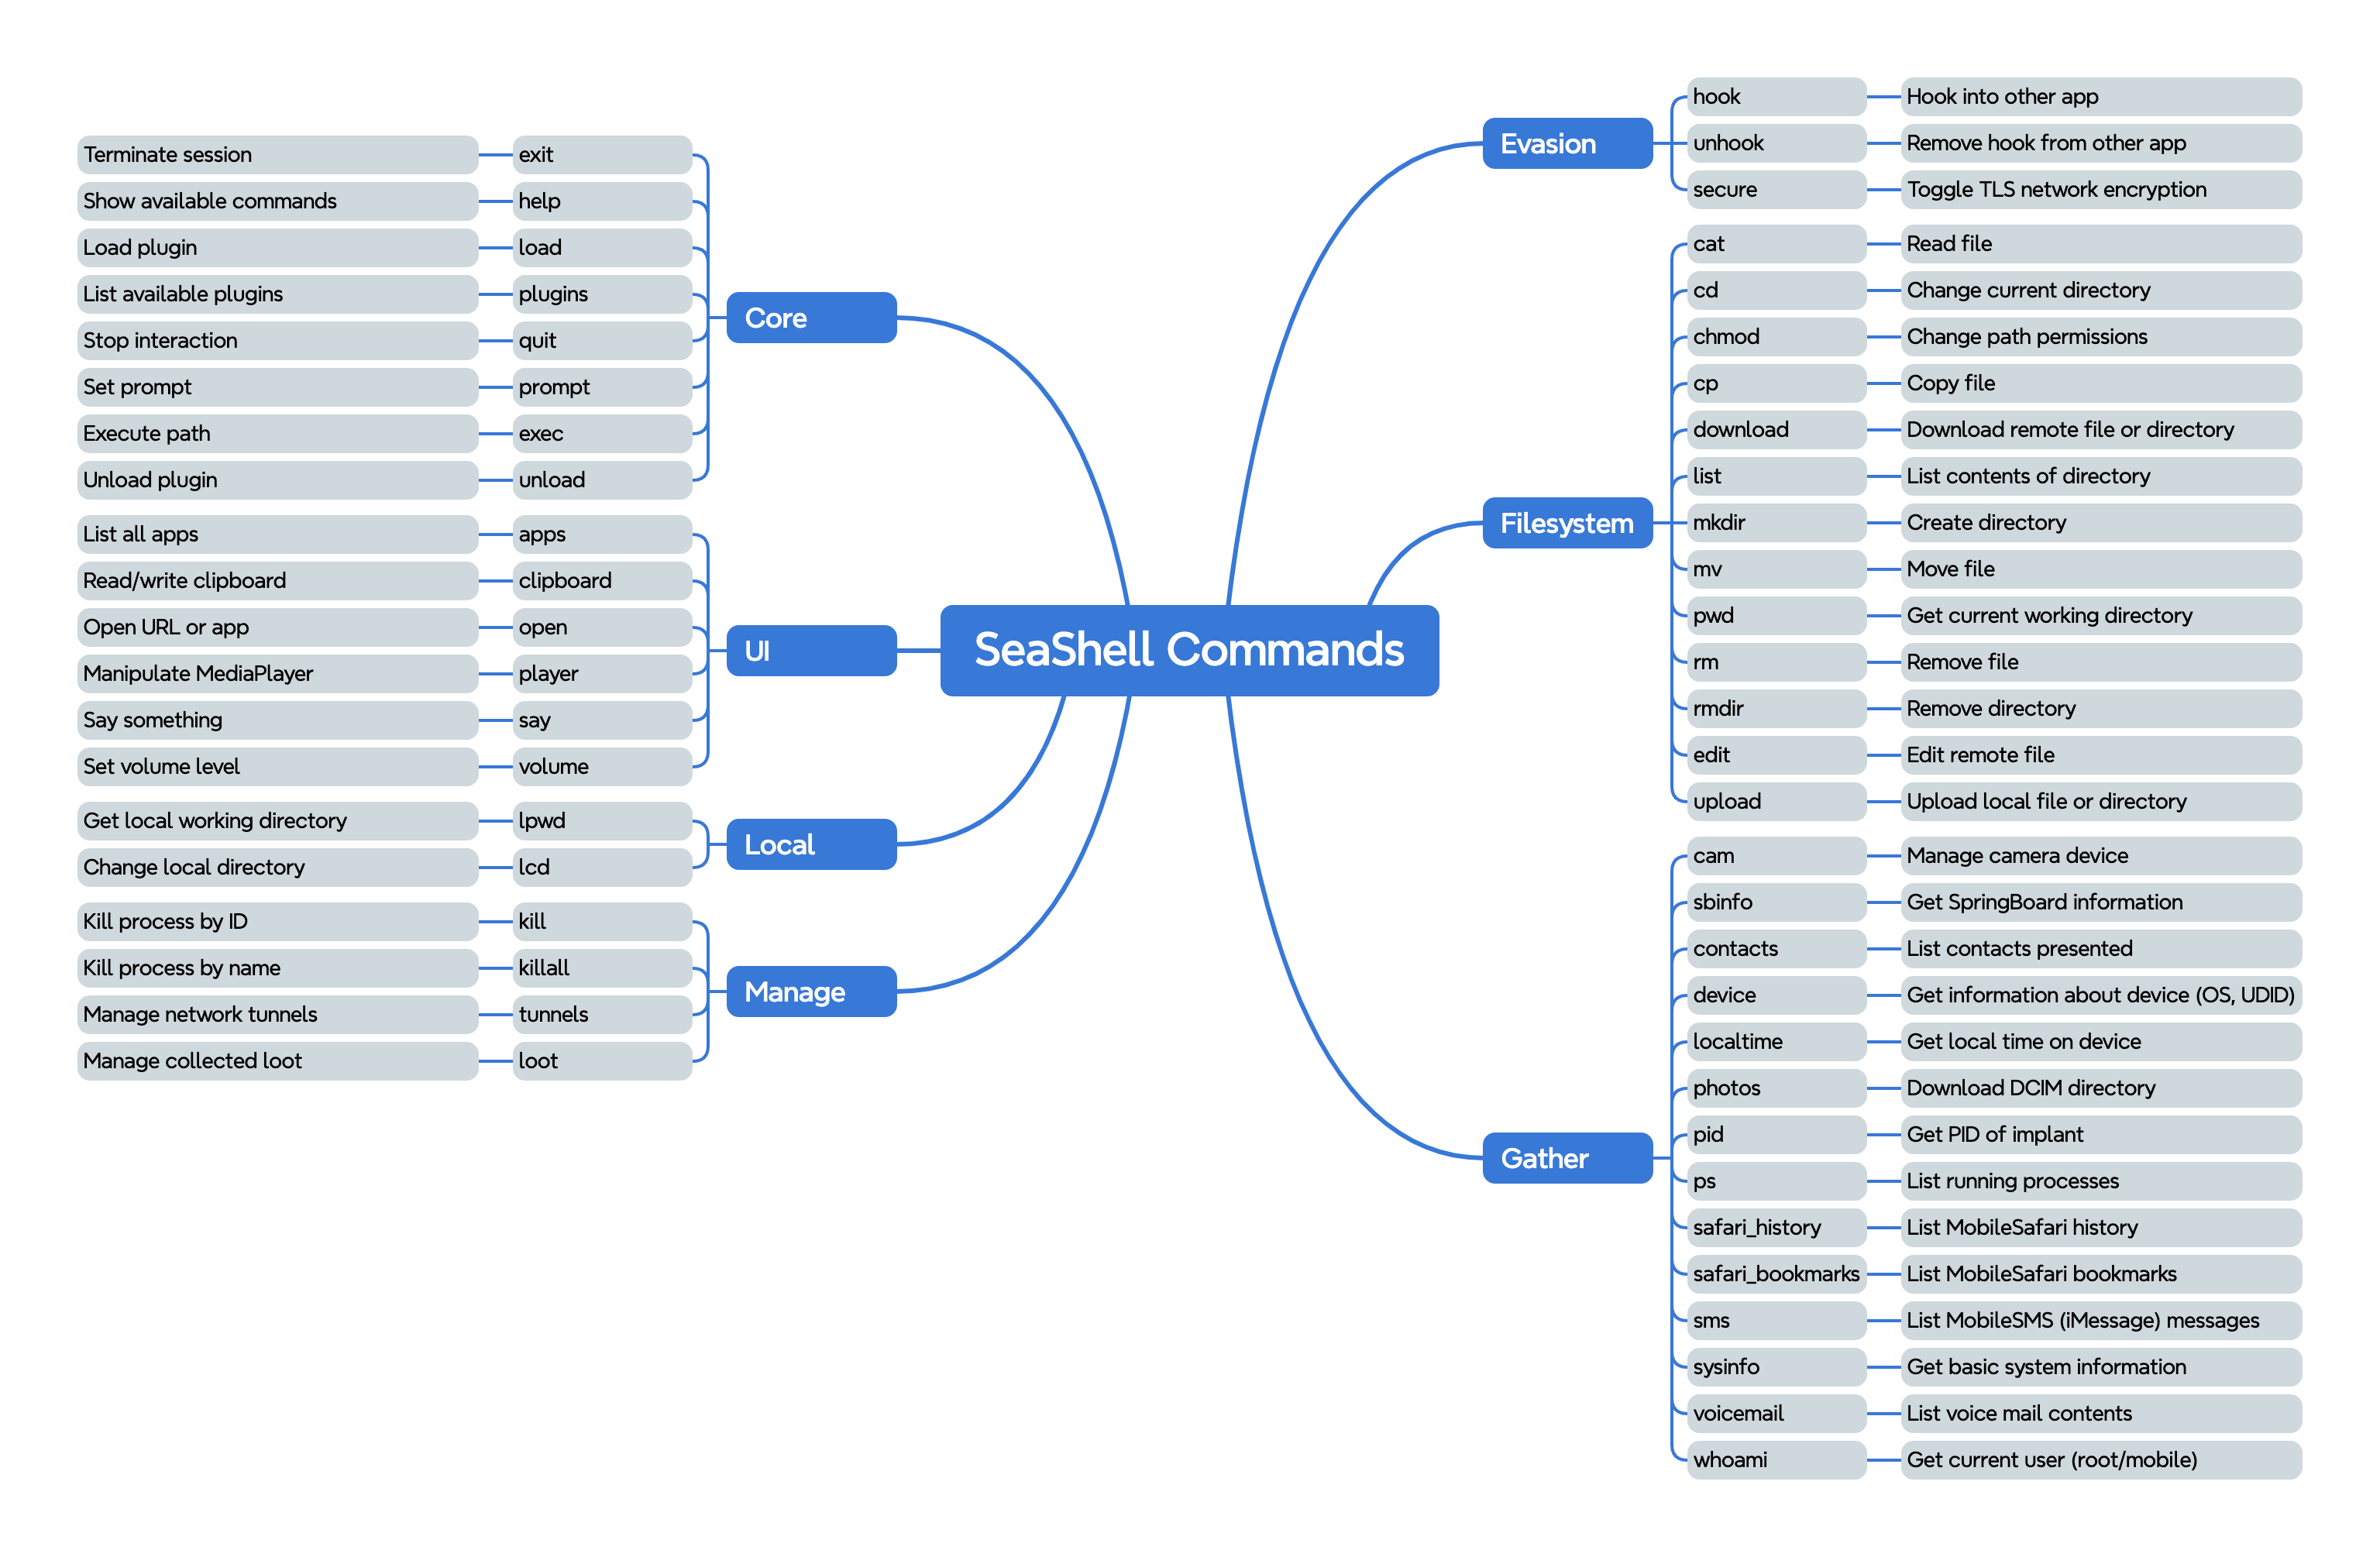 SeaShell Commands
Core
Terminate session exit
Show available commands help
Load plugin load
List available plugins plugins
Stop interaction quit
Set prompt prompt
Execute path exec
Unload plugin unload
UI
List all apps apps
Read/write clipboard clipboard
Open URL or app open
Manipulate MediaPlayer player
Say something say
Set volume level volume
Local
Get local working directory lpwd
Change local directory lcd
Manage
Kill process by ID kill
Kill process by name killall
Manage network tunnels tunnels
Manage collected loot loot
Evasion
hook Hook into other app
unhook Remove hook from other app
secure Toggle TLS network encryption
Filesystem
cat Read file
cd Change current directory
chmod Change path permissions
cp Copy file
download Download remote file or directory
list List contents of directory
mkdir Create directory
mv Move file
pwd Get current working directory
rm Remove file
rmdir Remove directory
edit Edit remote file
upload Upload local file or directory
Gather
cam Manage camera device
sbinfo Get SpringBoard information
contacts List contacts presented
device Get information about device (OS, UDID)
localtime Get local time on device
photos Download DCIM directory
pid Get PID of implant
ps List running processes
safari_history List MobileSafari history
safari_bookmarks List MobileSafari bookmarks
sms List MobileSMS (iMessage) messages
sysinfo Get basic system information
voicemail List voice mail contents
whoami Get current user (root/mobile)